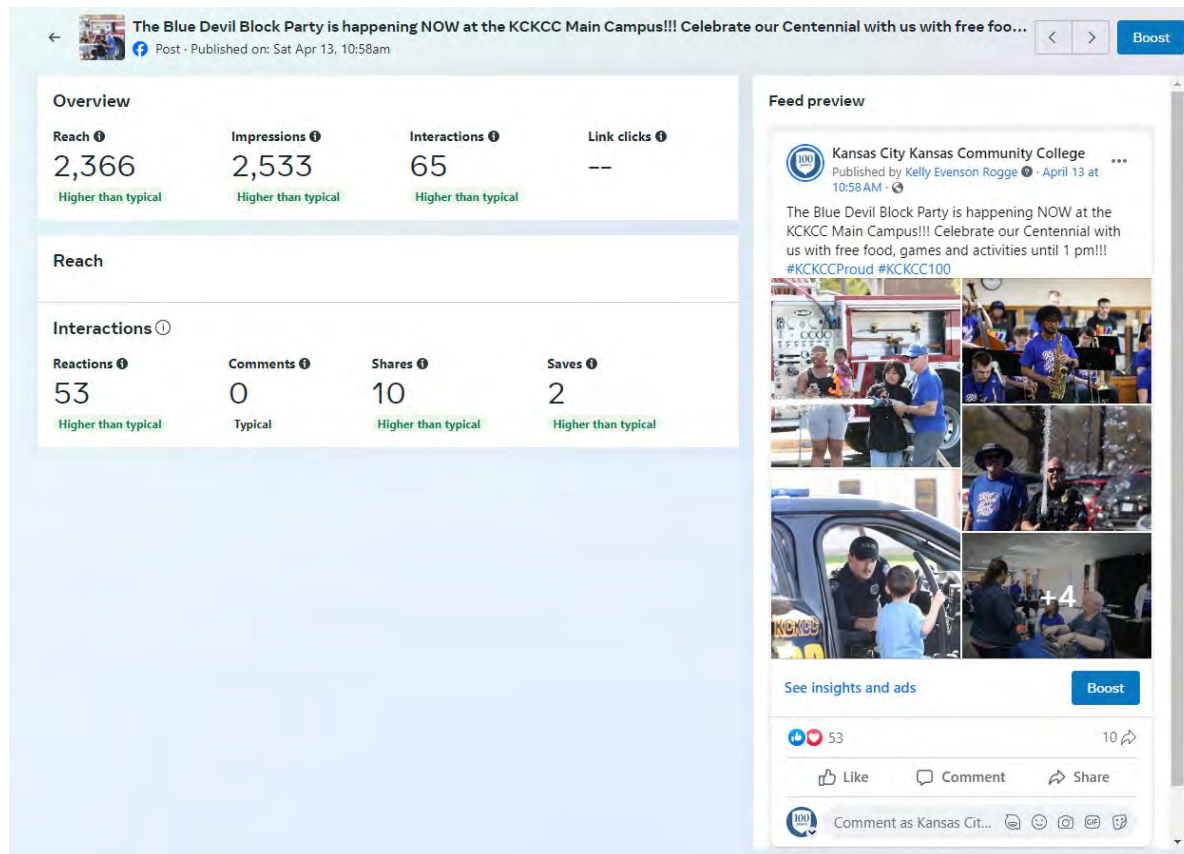 The Blue Devil Block Party is happening NOW at the KCKCC Main Campus!!! Celebrate our Centennial with us with free foo...
Post · Published on: Sat Apr 13, 10:58am
Boost
Overview
Reach
Impressions
Interactions
Link clicks
2,366
2,533
65
--
Higher than typical
Higher than typical
Higher than typical
Reach
Interactions
Reactions
Comments
Shares
Saves
53
0
10
2
Higher than typical
Typical
Higher than typical
Higher than typical
Feed preview
100
Kansas City Kansas Community College
Published by Kelly Evenson Rogge · April 13 at
10:58 AM ·
The Blue Devil Block Party is happening NOW at the
KCKCC Main Campus!!! Celebrate our Centennial with
us with free food, games and activities until 1 pm!!!
#KCKCCProud #KCKCC100
KCKCC
+4
See insights and ads
Boost
53
10
Like
Comment
Share
100
Comment as Kansas Cit...
GIF